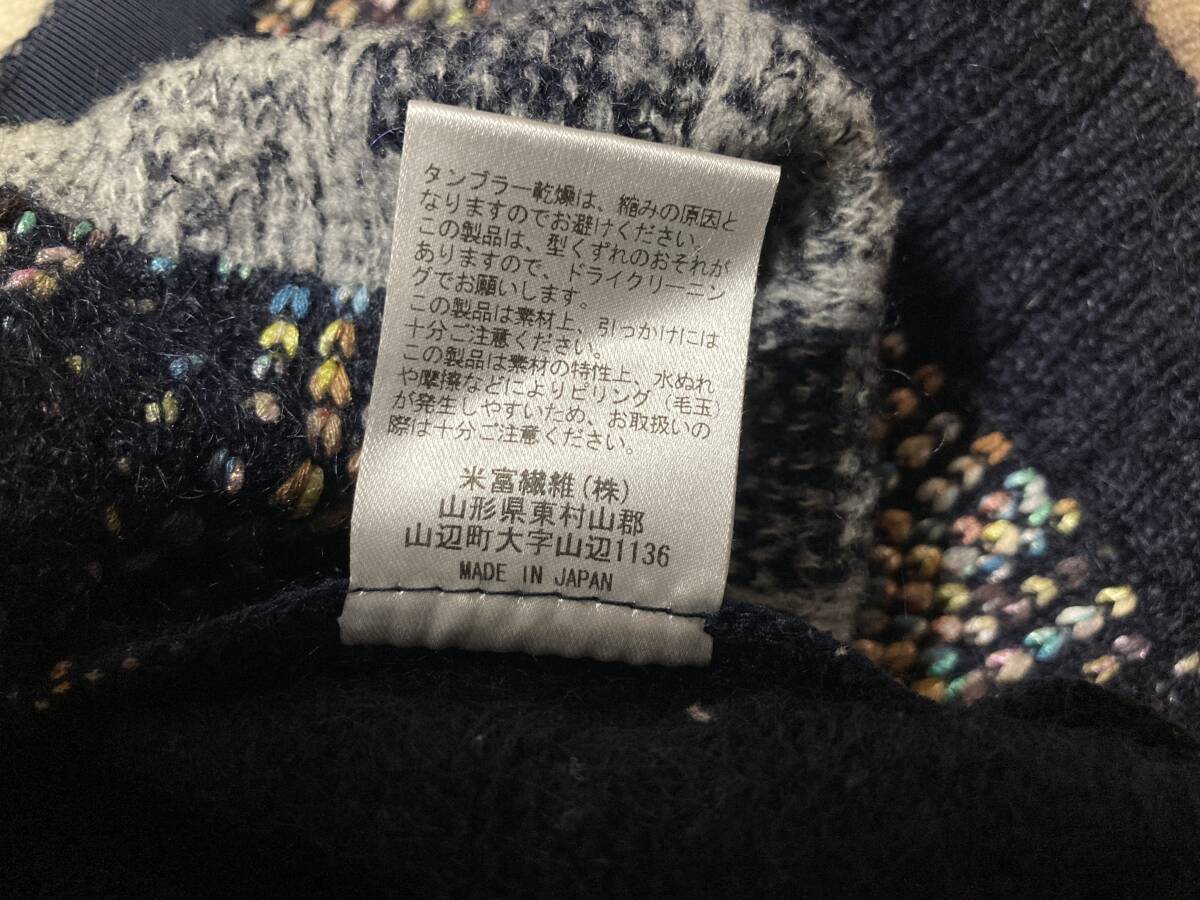 タンブラー乾燥は、縮みの原因と
なりますのでお避けください。
この製品は、型くずれのおそれが
ありますので、ドライクリーニン
グでお願いします。
この製品は素材上、引っかけには
十分ご注意ください。
この製品は素材の特性上、水ぬれ
や摩擦などによりピリング（毛玉）
が発生しやすいため、お取扱いの
際は十分ご注意ください。
米富繊維(株)
山形県東村山郡
山辺町大字山辺1136
MADE IN JAPAN